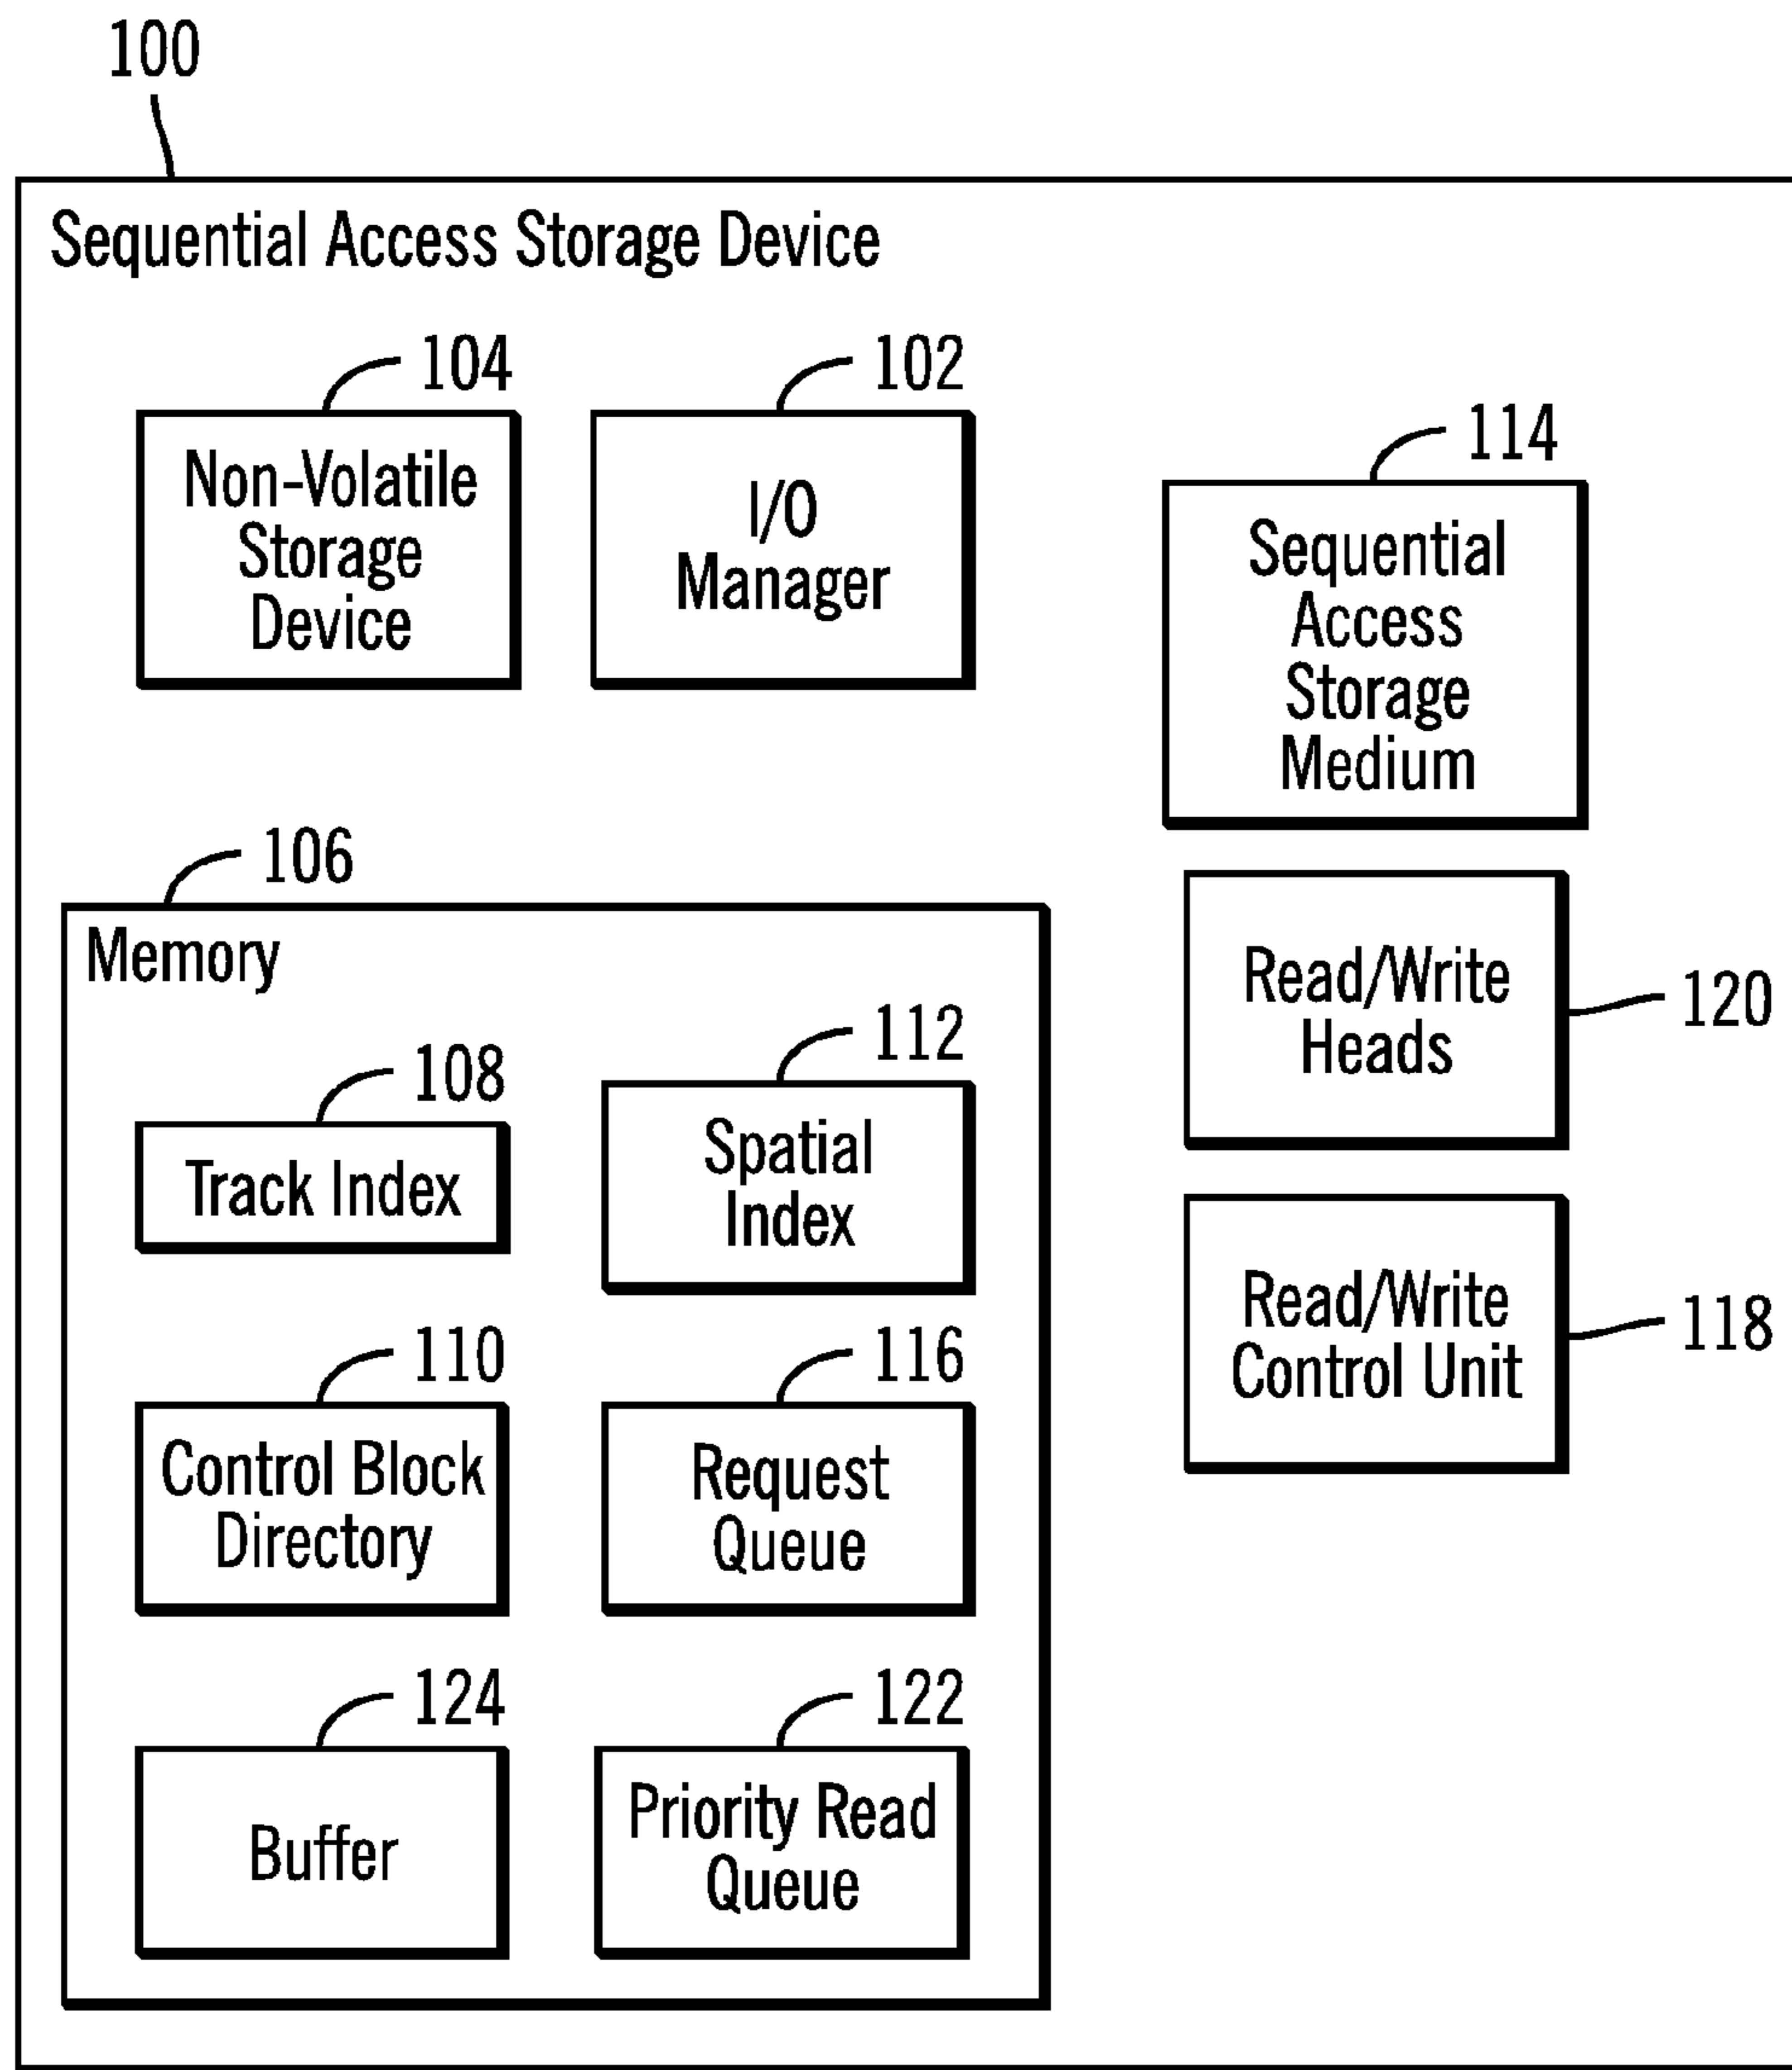 100
Sequential Access Storage Device
104
Non-Volatile
Storage
Device
102
I/O
Manager
114
Sequential
Access
Storage
Medium
106
Memory
120
Read/Write
Heads
108
Track Index
112
Spatial
Index
118
Read/Write
Control Unit
110
Control Block
Directory
116
Request
Queue
124
Buffer
122
Priority Read
Queue